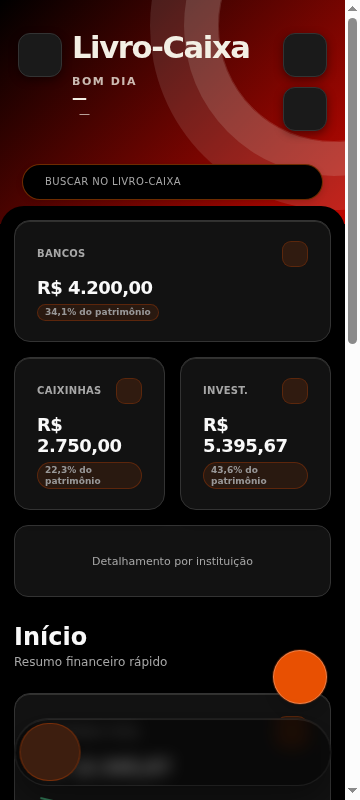 Livro-Caixa
BOM DIA
—
—
BUSCAR NO LIVRO-CAIXA
BANCOS
R$ 4.200,00
34,1% do patrimônio
CAIXINHAS
R$
2.750,00
22,3% do
patrimônio
INVEST.
R$
5.395,67
43,6% do
patrimônio
Detalhamento por instituição
Início
Resumo financeiro rápido